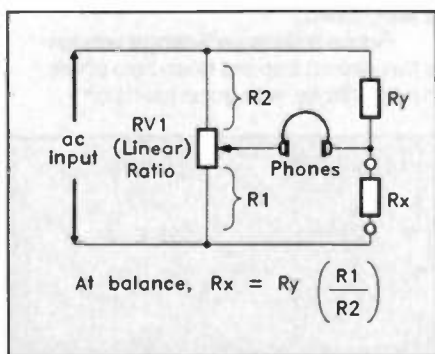 R2
Ry
RV1
(Linear)
Ratio
ac
input
Phones
R1
Rx
At balance, Rx = Ry (R1/R2)